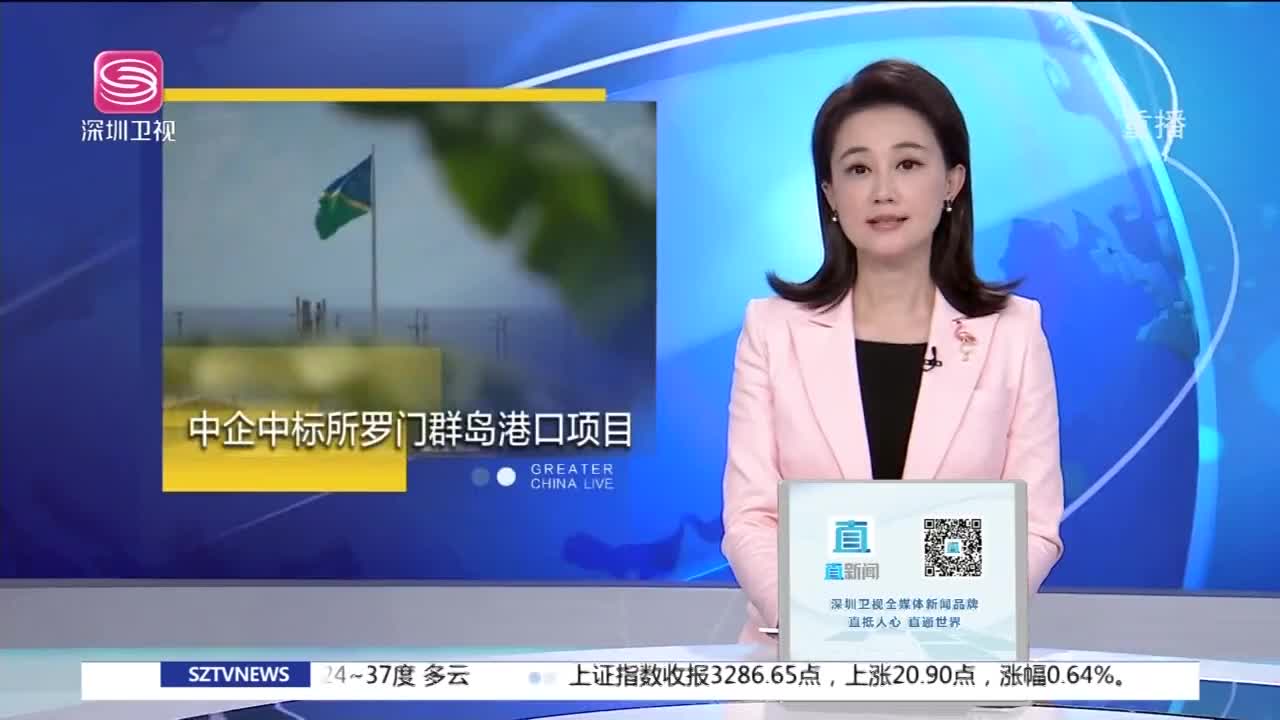 深圳卫视
重播
中企中标所罗门群岛港口项目
GREATER
CHINA LIVE
直
直新闻
深圳卫视全媒体新闻品牌
直抵人心 直通世界
SZTVNEWS 24~37度 多云 上证指数收报3286.65点，上涨20.90点，涨幅0.64%。